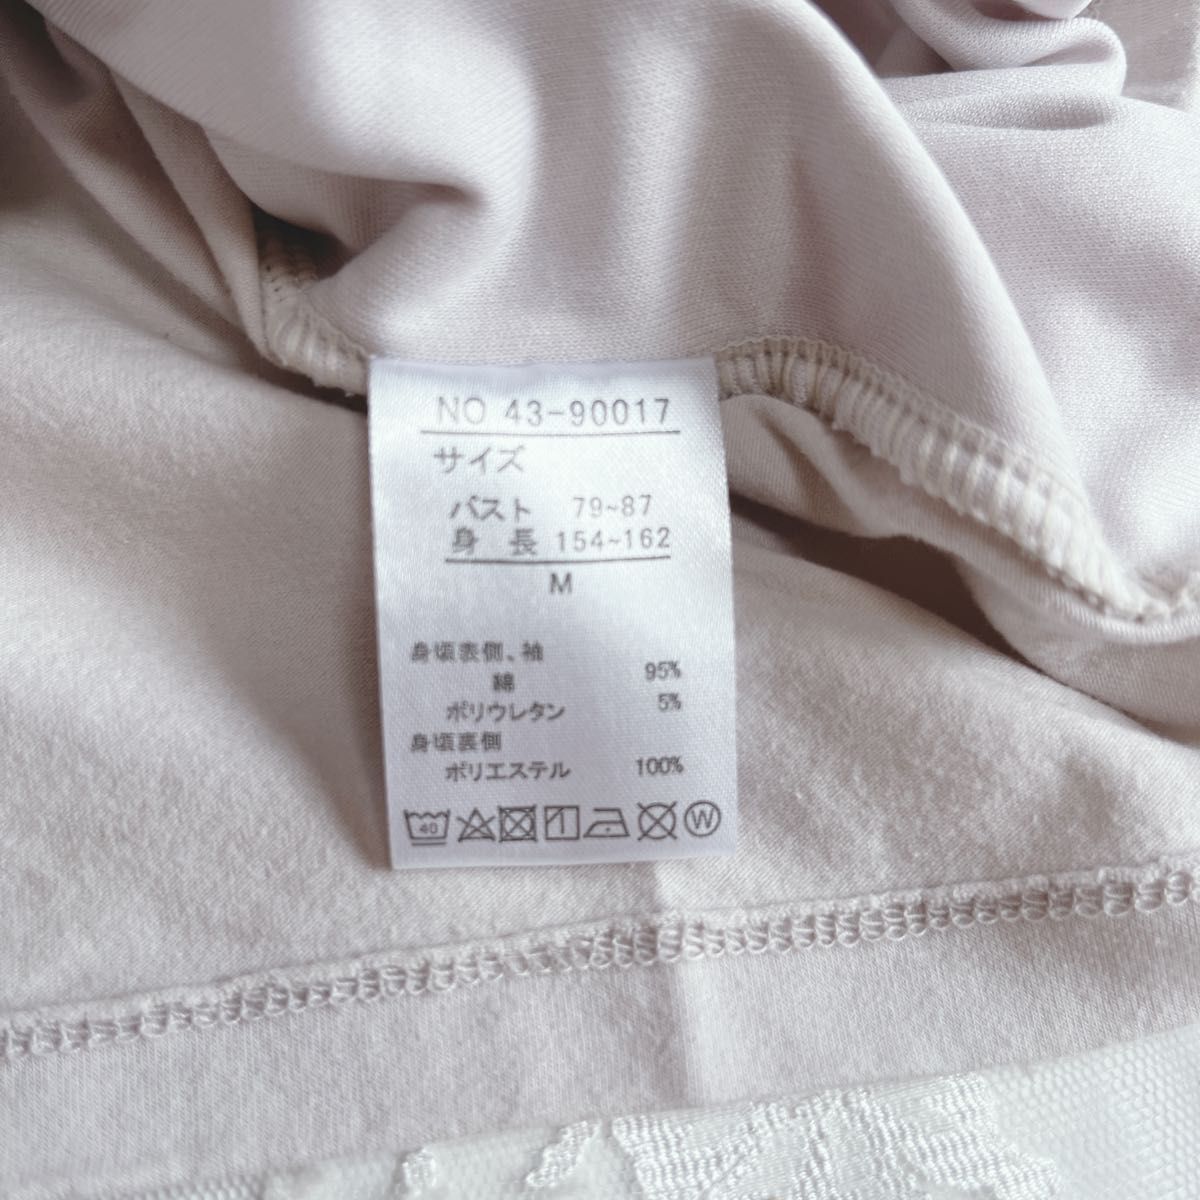 NO 43-90017
サイズ
バスト 79~87
身 長 154~162
M
身頃表側、袖
綿 95%
ポリウレタン 5%
身頃裏側
ポリエステル 100%
40 W